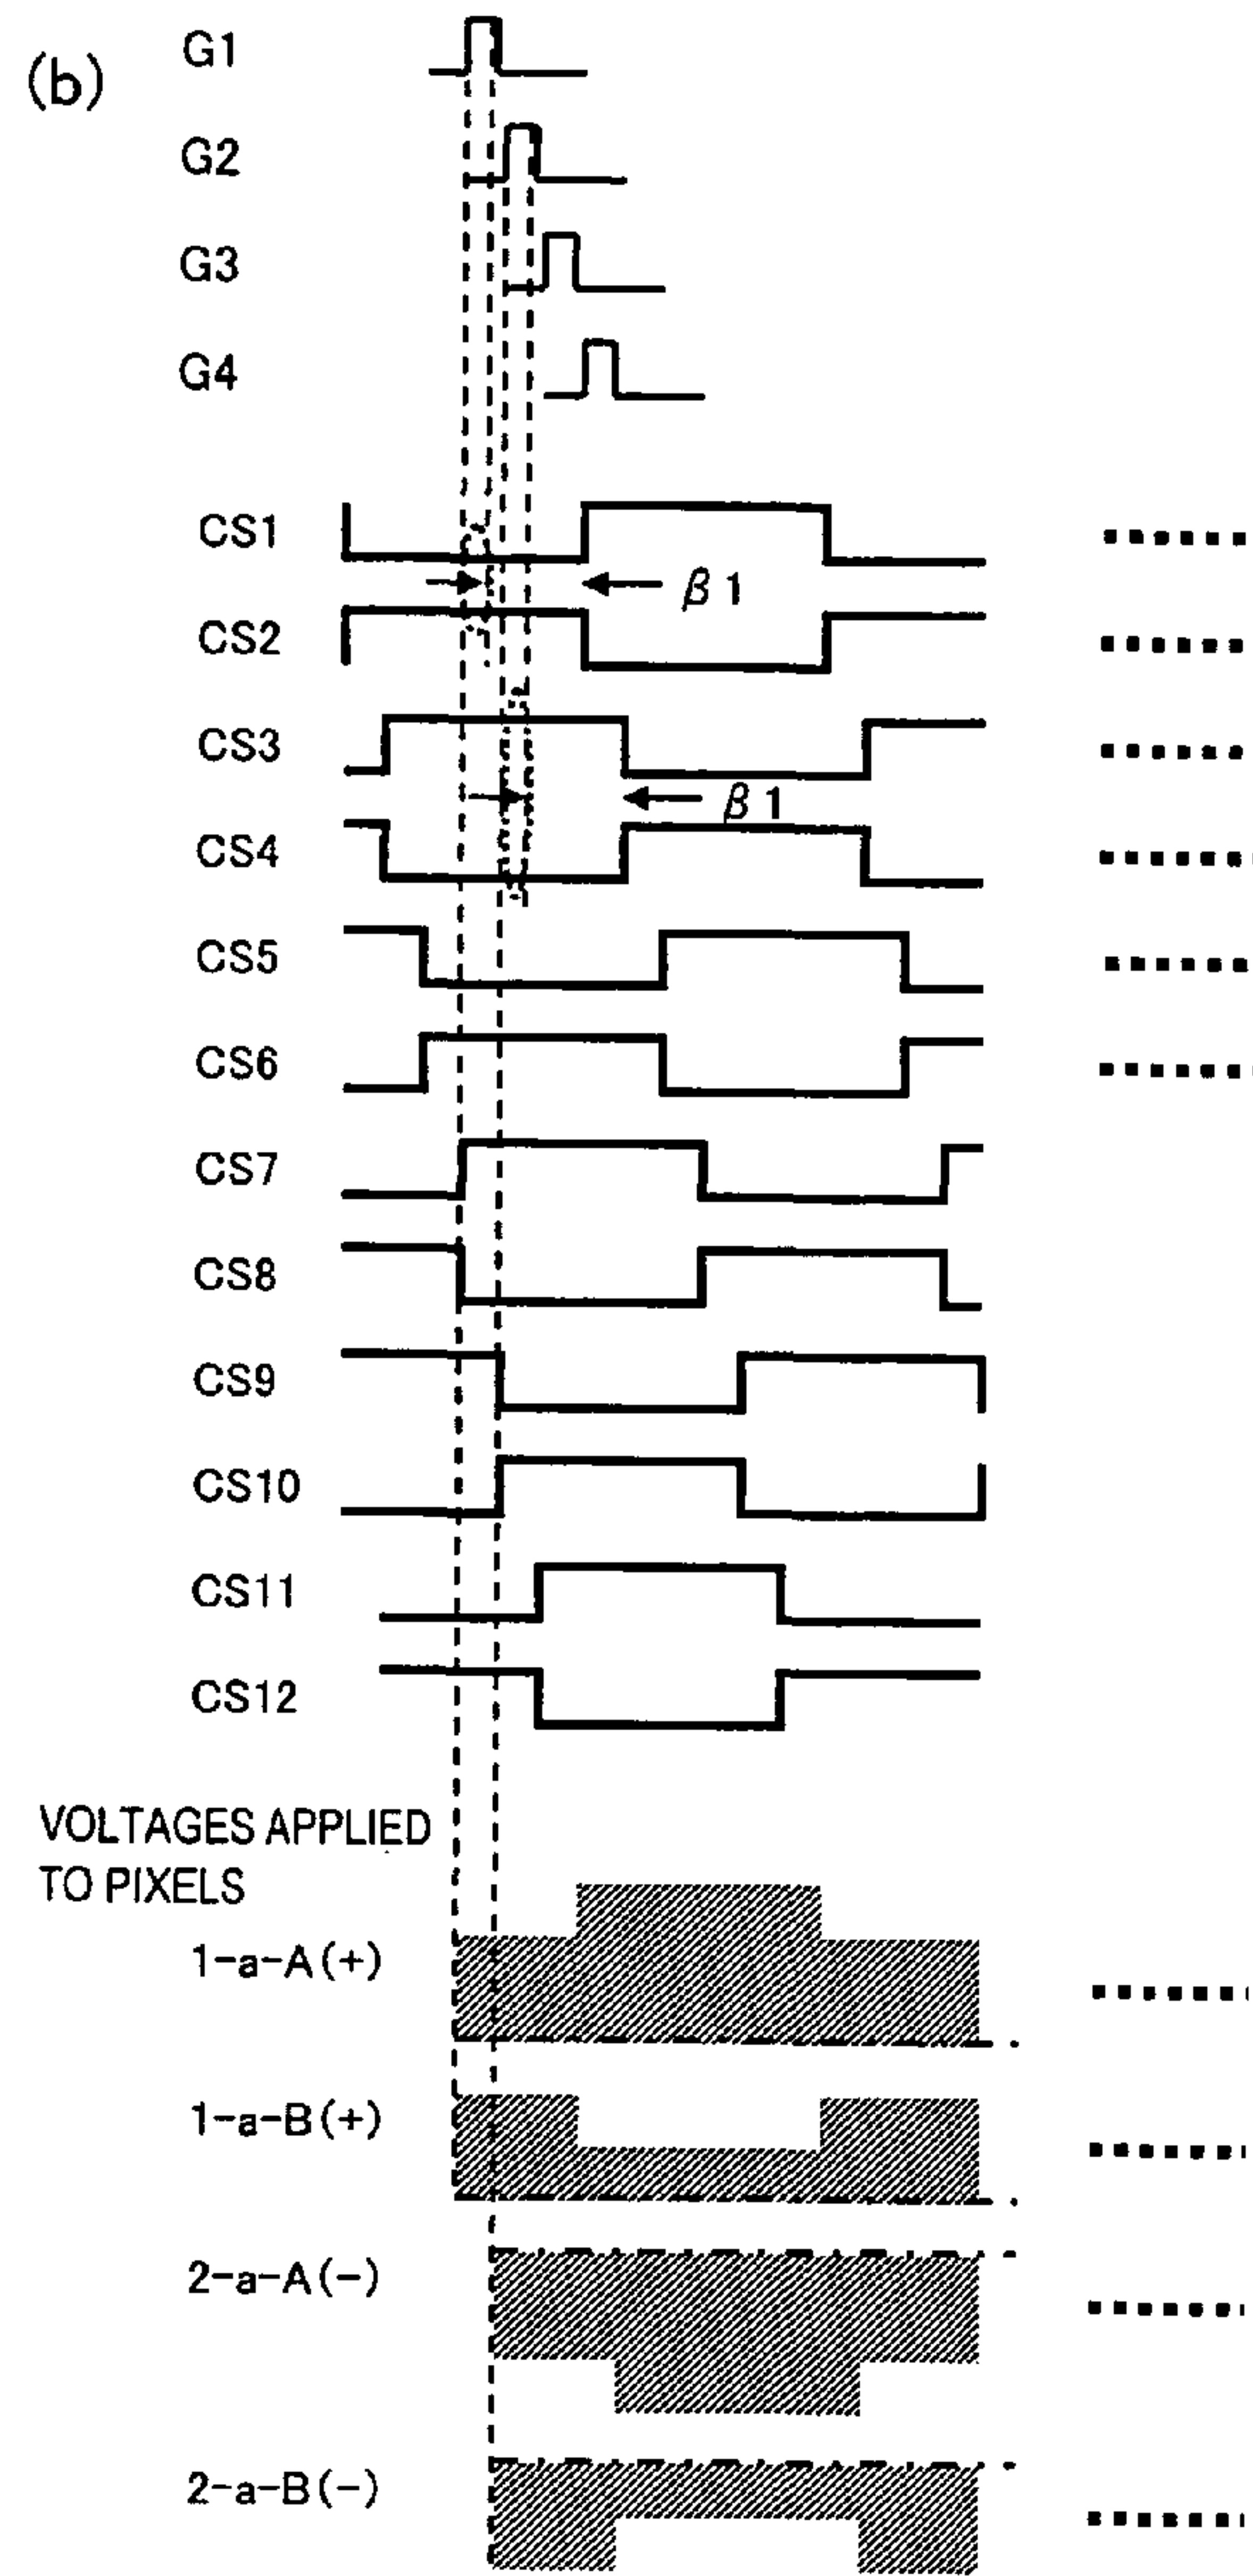 (b)
G1
G2
G3
G4
CS1
β1
CS2
CS3
β1
CS4
CS5
CS6
CS7
CS8
CS9
CS10
CS11
CS12
VOLTAGES APPLIED
TO PIXELS
1-a-A(+)
1-a-B(+)
2-a-A(-)
2-a-B(-)